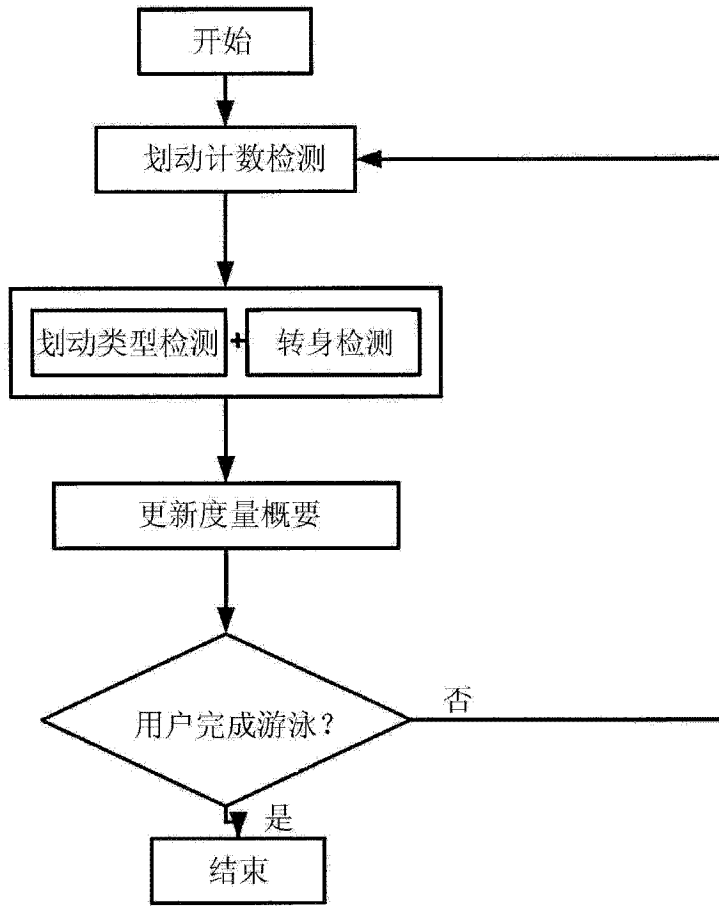 开始
划动计数检测
划动类型检测 + 转身检测
更新度量概要
用户完成游泳?
否
是
结束